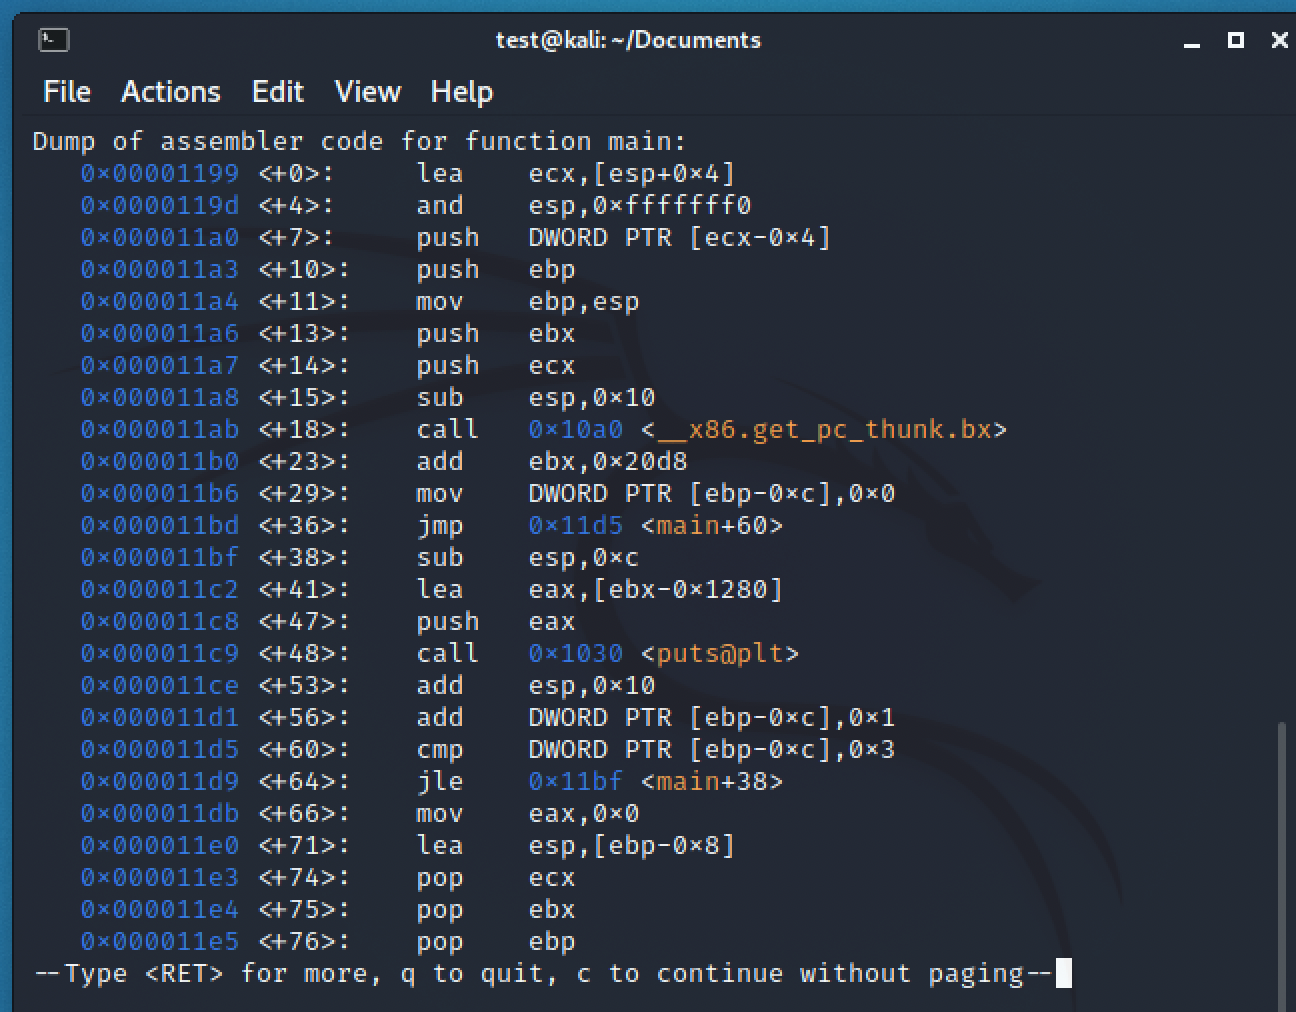 test@kali: ~/Documents
File Actions Edit View Help
Dump of assembler code for function main:
0x00001199 <+0>: lea ecx,[esp+0x4]
0x0000119d <+4>: and esp,0xfffffff0
0x000011a0 <+7>: push DWORD PTR [ecx-0x4]
0x000011a3 <+10>: push ebp
0x000011a4 <+11>: mov ebp,esp
0x000011a6 <+13>: push ebx
0x000011a7 <+14>: push ecx
0x000011a8 <+15>: sub esp,0x10
0x000011ab <+18>: call 0x10a0 <__x86.get_pc_thunk.bx>
0x000011b0 <+23>: add ebx,0x20d8
0x000011b6 <+29>: mov DWORD PTR [ebp-0xc],0x0
0x000011bd <+36>: jmp 0x11d5 <main+60>
0x000011bf <+38>: sub esp,0xc
0x000011c2 <+41>: lea eax,[ebx-0x1280]
0x000011c8 <+47>: push eax
0x000011c9 <+48>: call 0x1030 <puts@plt>
0x000011ce <+53>: add esp,0x10
0x000011d1 <+56>: add DWORD PTR [ebp-0xc],0x1
0x000011d5 <+60>: cmp DWORD PTR [ebp-0xc],0x3
0x000011d9 <+64>: jle 0x11bf <main+38>
0x000011db <+66>: mov eax,0x0
0x000011e0 <+71>: lea esp,[ebp-0x8]
0x000011e3 <+74>: pop ecx
0x000011e4 <+75>: pop ebx
0x000011e5 <+76>: pop ebp
--Type <RET> for more, q to quit, c to continue without paging--